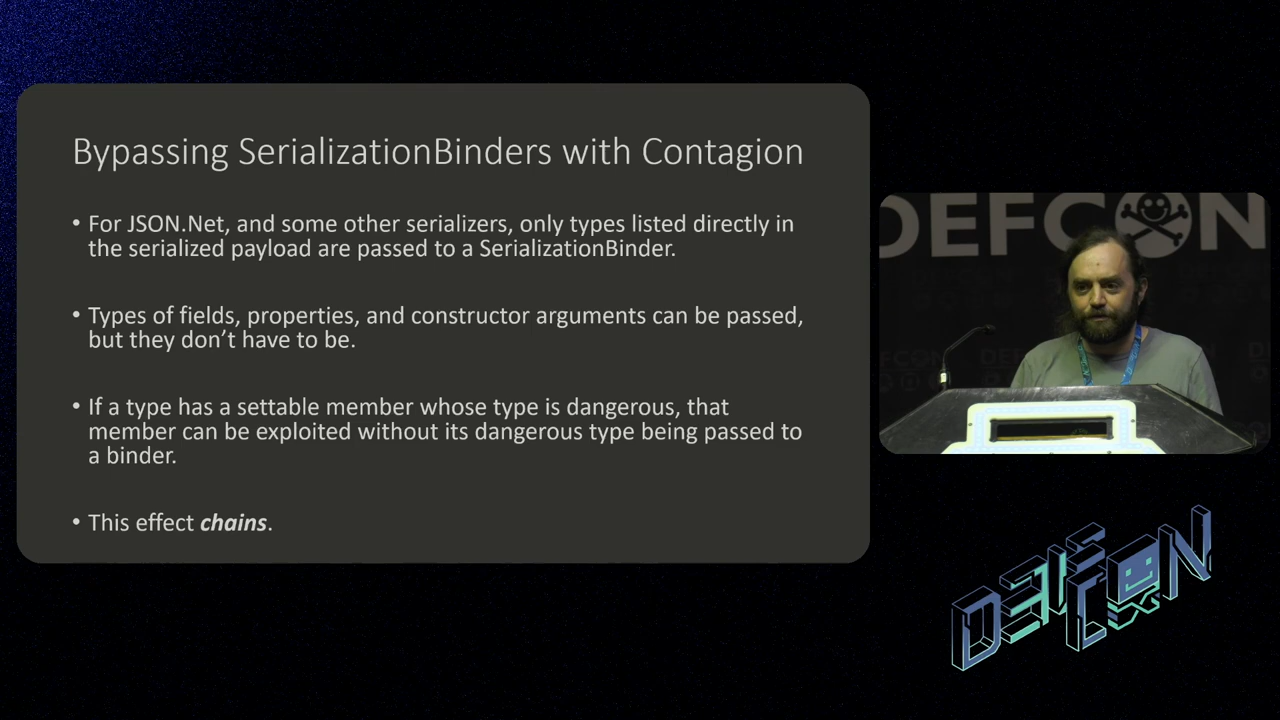 Bypassing SerializationBinders with Contagion
• For JSON.Net, and some other serializers, only types listed directly in
the serialized payload are passed to a SerializationBinder.
• Types of fields, properties, and constructor arguments can be passed,
but they don’t have to be.
• If a type has a settable member whose type is dangerous, that
member can be exploited without its dangerous type being passed to
a binder.
• This effect chains.
DEFCON
DEFCON
DEFCON